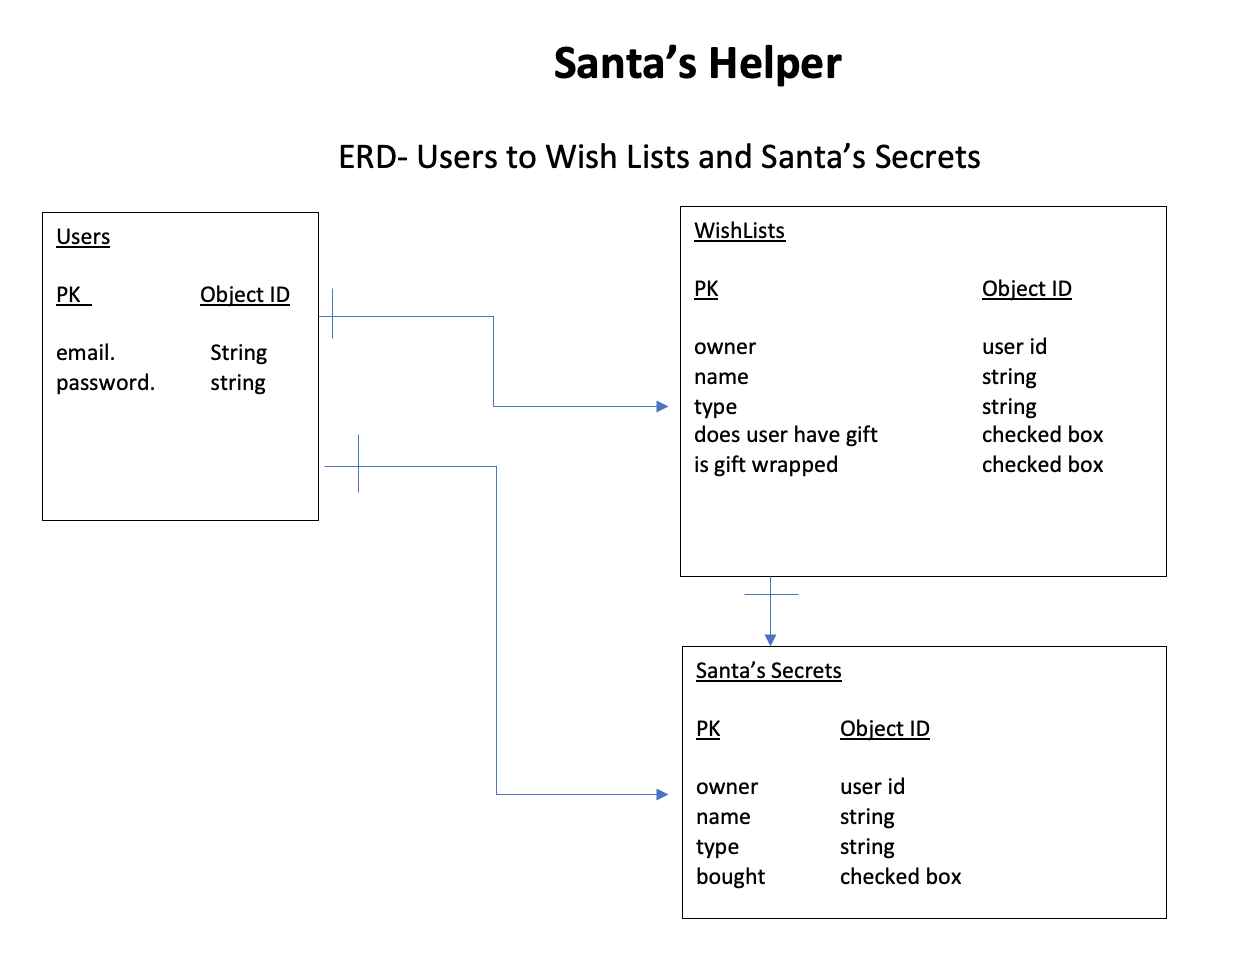 Santa’s Helper
ERD- Users to Wish Lists and Santa’s Secrets
Users
PK Object ID
email. String
password. string
WishLists
PK Object ID
owner user id
name string
type string
does user have gift checked box
is gift wrapped checked box
Santa’s Secrets
PK Object ID
owner user id
name string
type string
bought checked box